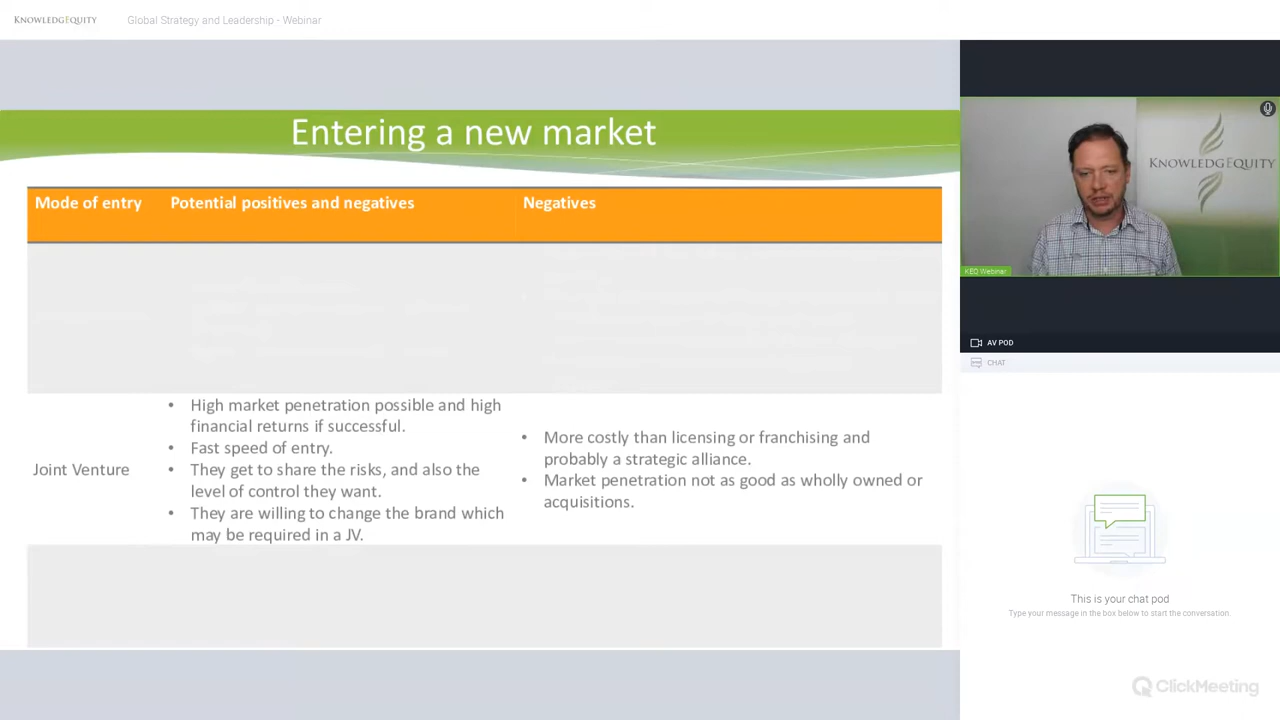 KNOWLEDGEQUITY
Global Strategy and Leadership - Webinar
Entering a new market
Mode of entry
Potential positives and negatives
Negatives
Joint Venture
• High market penetration possible and high
financial returns if successful.
• Fast speed of entry.
• They get to share the risks, and also the
level of control they want.
• They are willing to change the brand which
may be required in a JV.
• More costly than licensing or franchising and
probably a strategic alliance.
• Market penetration not as good as wholly owned or
acquisitions.
KNOWLEDGEQUITY
KEQ Webinar
AV POD
CHAT
This is your chat pod
Type your message in the box below to start the conversation.
ClickMeeting